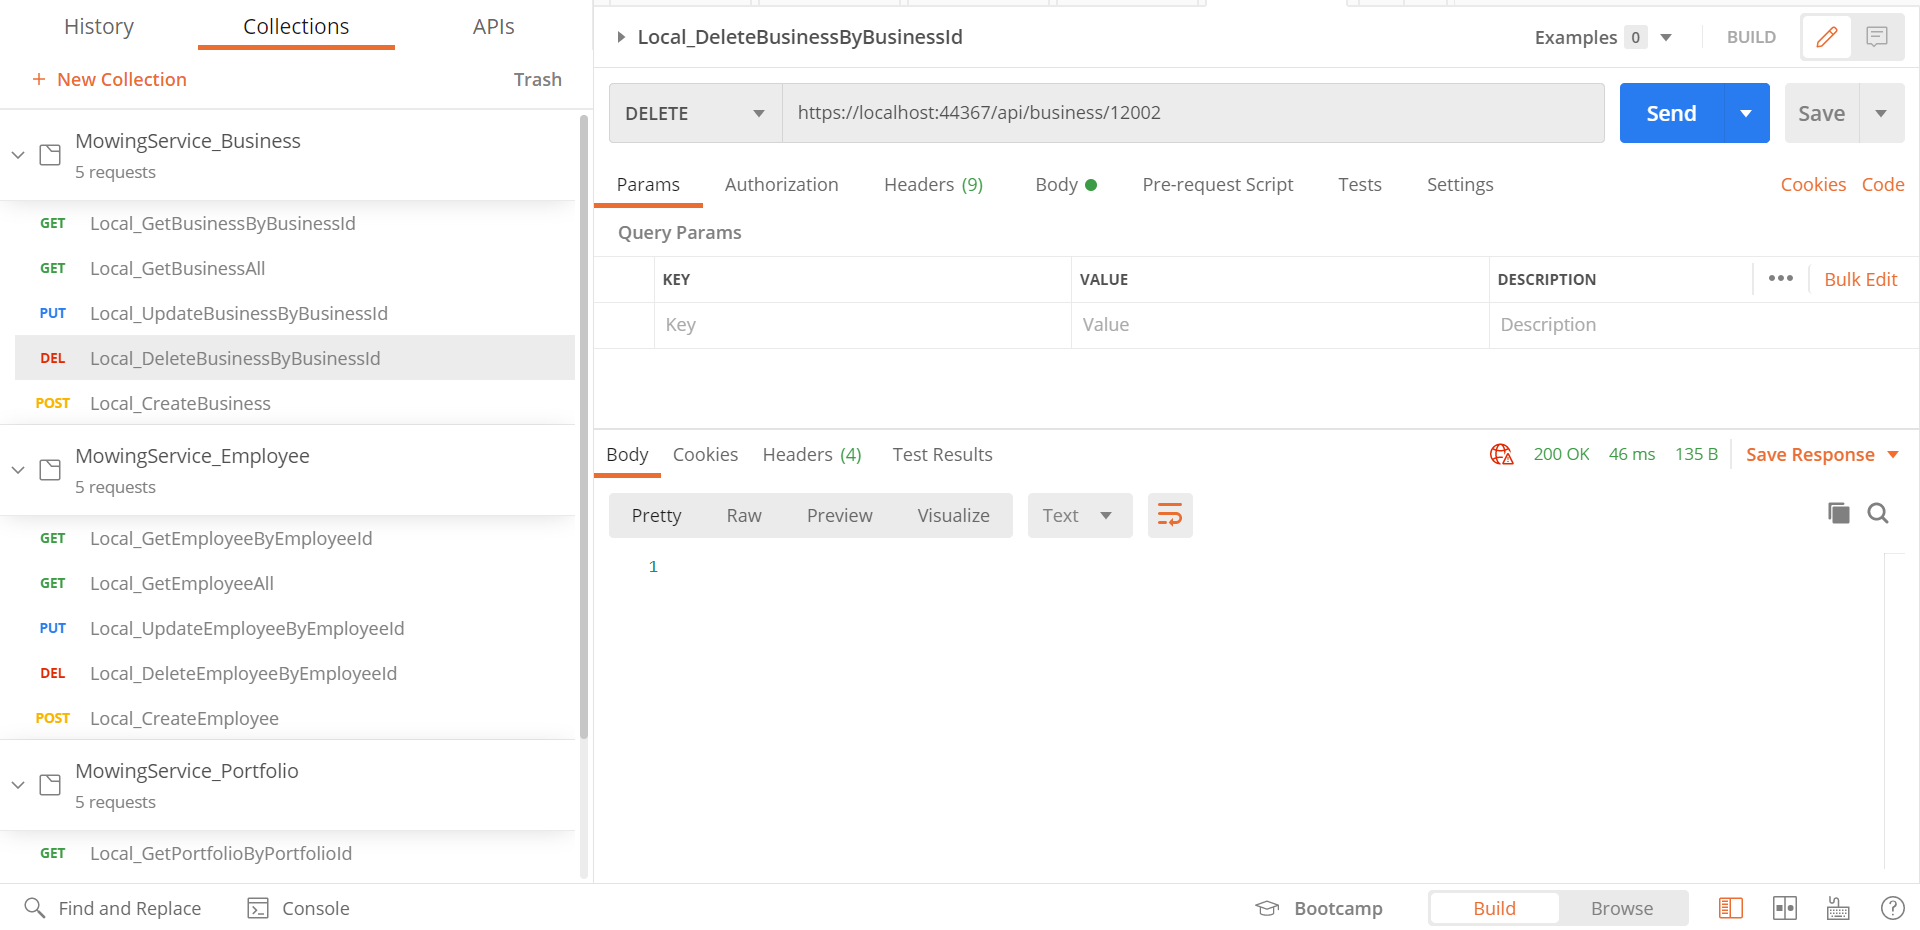 History Collections APIs
+ New Collection Trash
MowingService_Business
5 requests
GET Local_GetBusinessByBusinessId
GET Local_GetBusinessAll
PUT Local_UpdateBusinessByBusinessId
DEL Local_DeleteBusinessByBusinessId
POST Local_CreateBusiness
MowingService_Employee
5 requests
GET Local_GetEmployeeByEmployeeId
GET Local_GetEmployeeAll
PUT Local_UpdateEmployeeByEmployeeId
DEL Local_DeleteEmployeeByEmployeeId
POST Local_CreateEmployee
MowingService_Portfolio
5 requests
GET Local_GetPortfolioByPortfolioId
Local_DeleteBusinessByBusinessId Examples 0 BUILD
DELETE https://localhost:44367/api/business/12002 Send Save
Params Authorization Headers (9) Body Pre-request Script Tests Settings Cookies Code
Query Params
KEY VALUE DESCRIPTION ••• Bulk Edit
Key Value Description
Body Cookies Headers (4) Test Results 200 OK 46 ms 135 B Save Response
Pretty Raw Preview Visualize Text
1
Find and Replace Console Bootcamp Build Browse